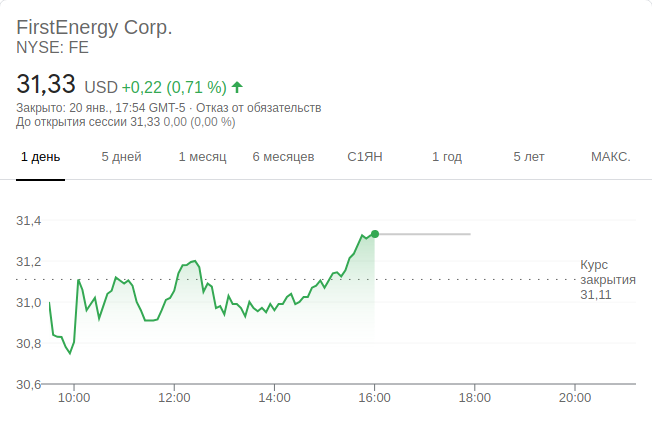 FirstEnergy Corp.
NYSE: FE
31,33 USD +0,22 (0,71 %)
Закрыто: 20 янв., 17:54 GMT-5 · Отказ от обязательств
До открытия сессии 31,33 0,00 (0,00 %)
1 день 5 дней 1 месяц 6 месяцев С1ЯН 1 год 5 лет МАКС.
31,4
31,2
31,0
30,8
30,6
Курс
закрытия
31,11
10:00 12:00 14:00 16:00 18:00 20:00